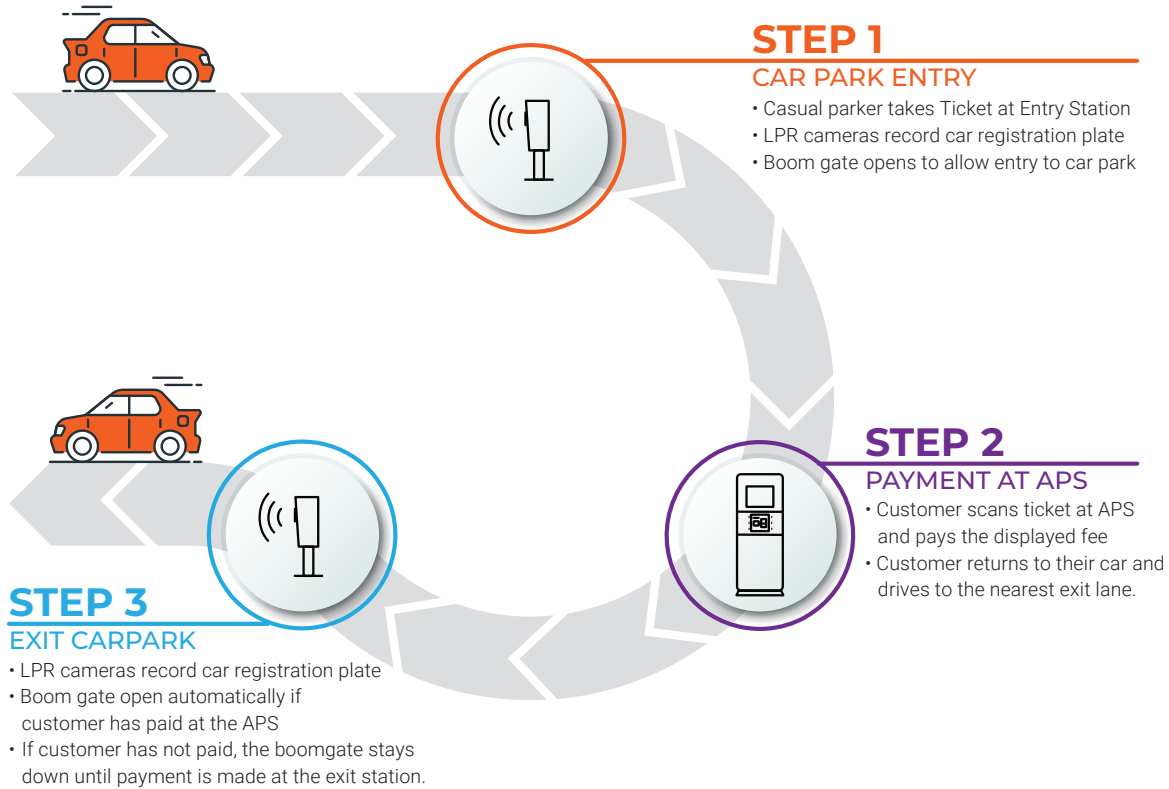 STEP 1
CAR PARK ENTRY
• Casual parker takes Ticket at Entry Station
• LPR cameras record car registration plate
• Boom gate opens to allow entry to car park
STEP 2
PAYMENT AT APS
• Customer scans ticket at APS
and pays the displayed fee
• Customer returns to their car and
drives to the nearest exit lane.
STEP 3
EXIT CARPARK
• LPR cameras record car registration plate
• Boom gate open automatically if
customer has paid at the APS
• If customer has not paid, the boomgate stays
down until payment is made at the exit station.